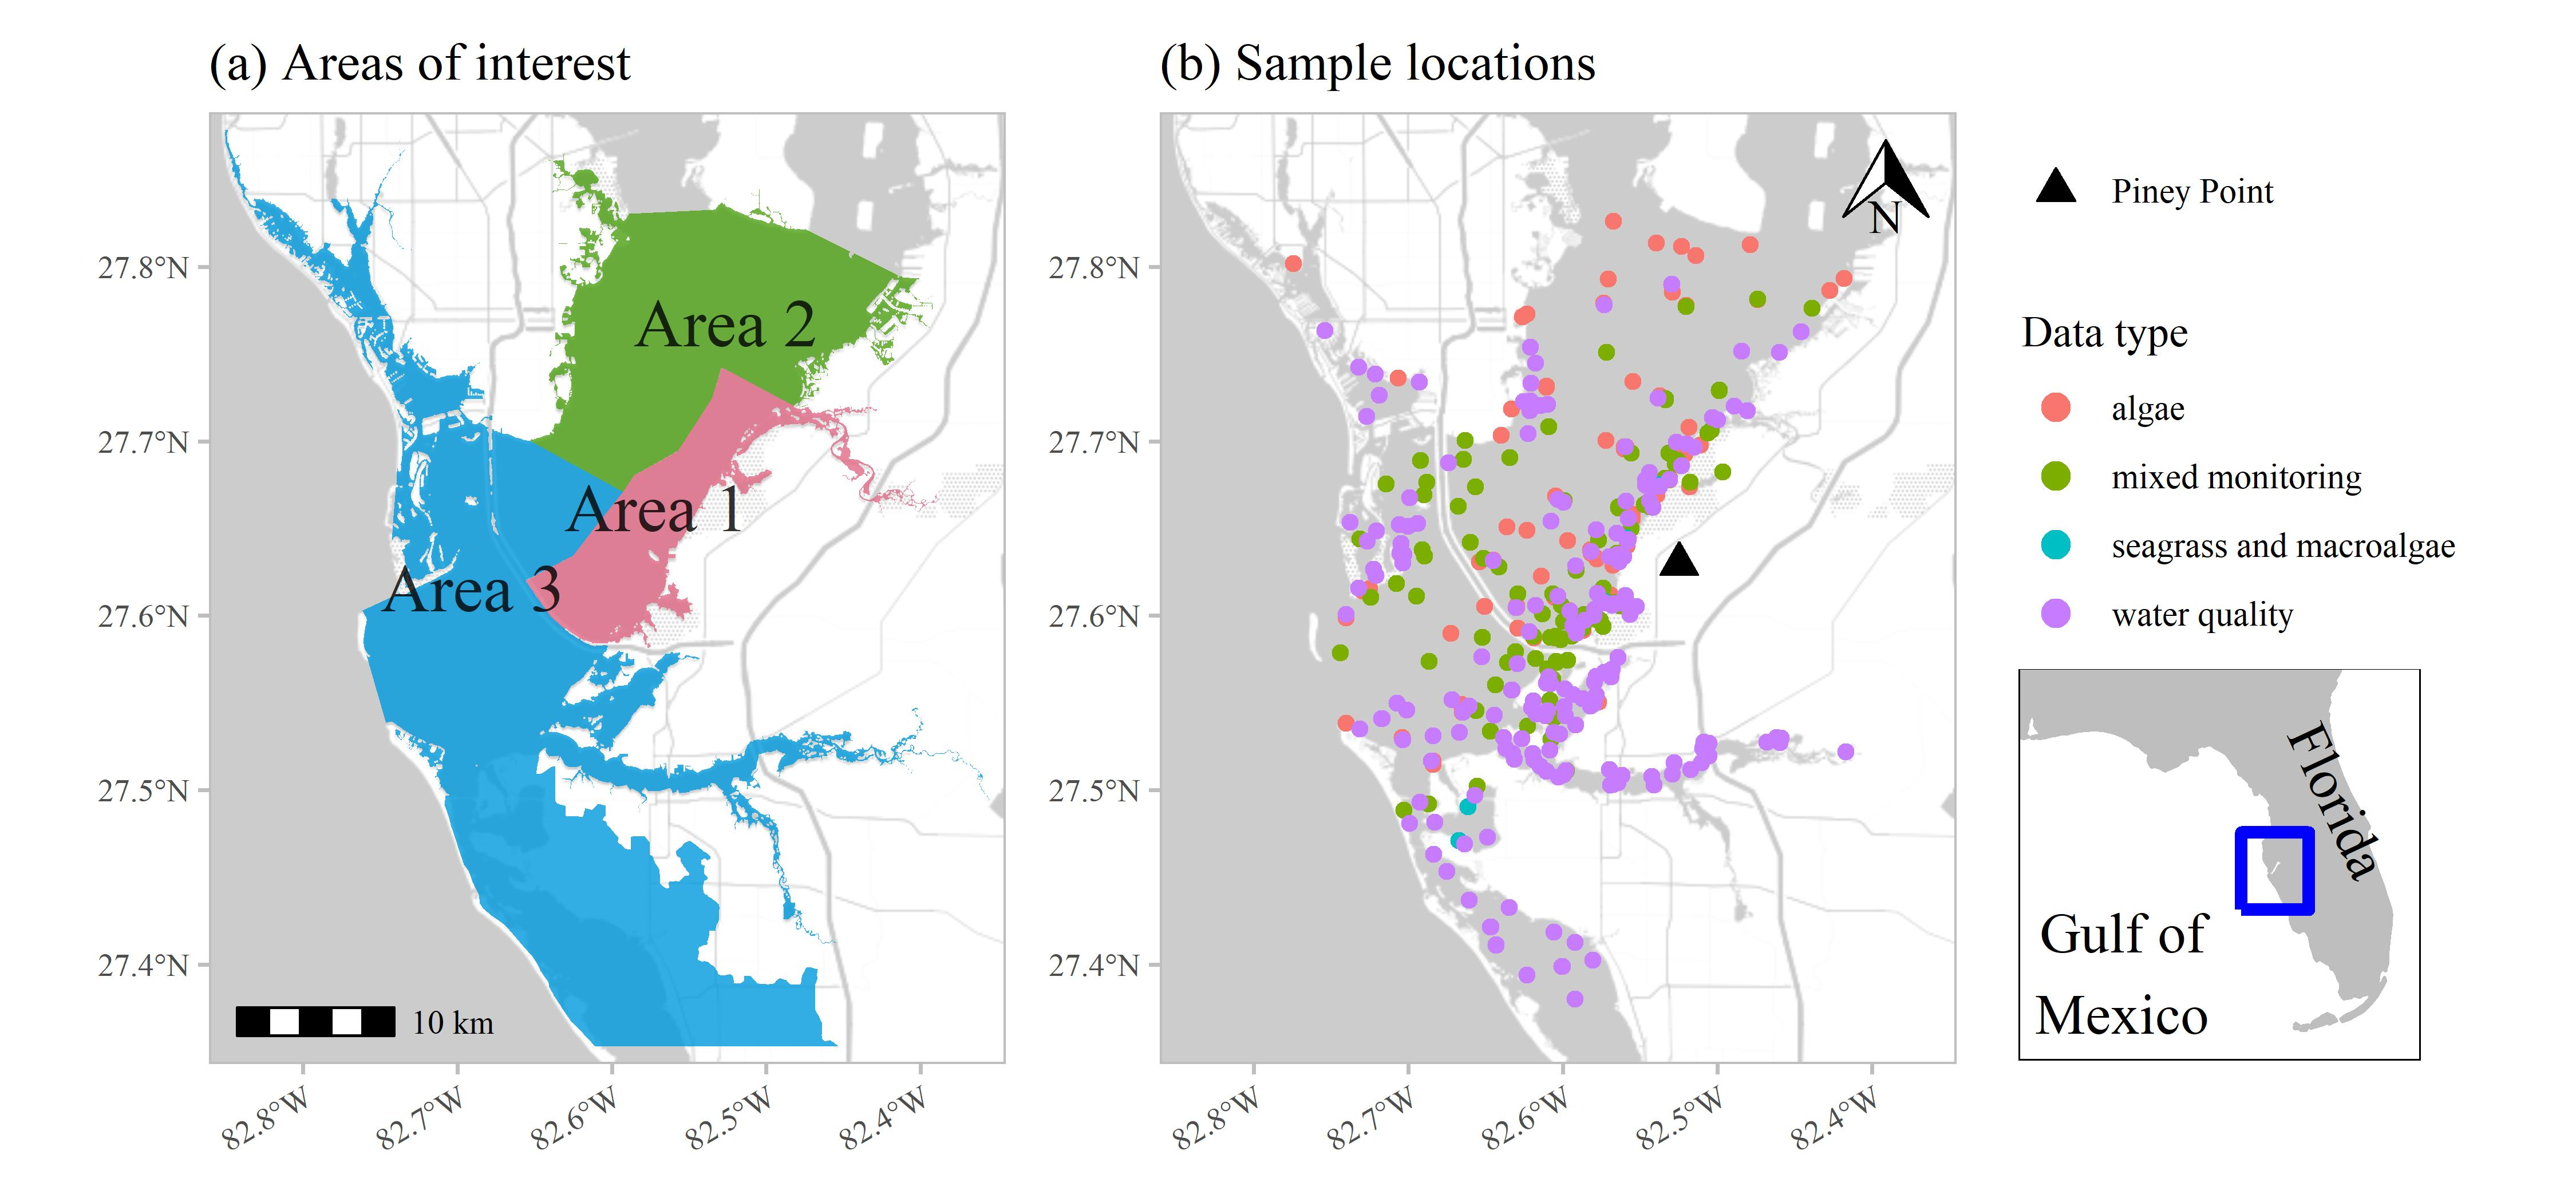 (a) Areas of interest
27.8°N
27.7°N
27.6°N
27.5°N
27.4°N
Area 2
Area 1
Area 3
10 km
82.8°W
82.7°W
82.6°W
82.5°W
82.4°W
(b) Sample locations
27.8°N
27.7°N
27.6°N
27.5°N
27.4°N
N
82.8°W
82.7°W
82.6°W
82.5°W
82.4°W
Piney Point
Data type
algae
mixed monitoring
seagrass and macroalgae
water quality
Florida
Gulf of
Mexico